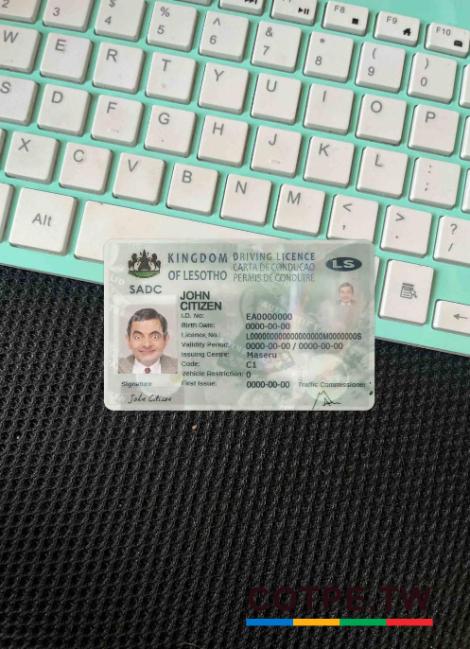 2 3 4 % 5 ^ 6 & 7 * 8 ( 9 ) 0
F8 F9 F10
W E R T Y U I O P
S D F G H J K L : ;
X C V B N M < , > . ? /
Alt
KINGDOM
OF LESOTHO
DRIVING LICENCE
CARTA DE CONDUCAO
PERMIS DE CONDUIRE
LS
SADC
JOHN
CITIZEN
I.D. No: EA0000000
Birth Date: 0000-00-00
Licence No.:
Validity Period: 0000-00-00 / 0000-00-00
Issuing Centre: Maseru
Code: C1
Vehicle Restriction: 0
First Issue: 0000-00-00 Traffic Commissioner
Signature
John Citizen
COTPE.TW